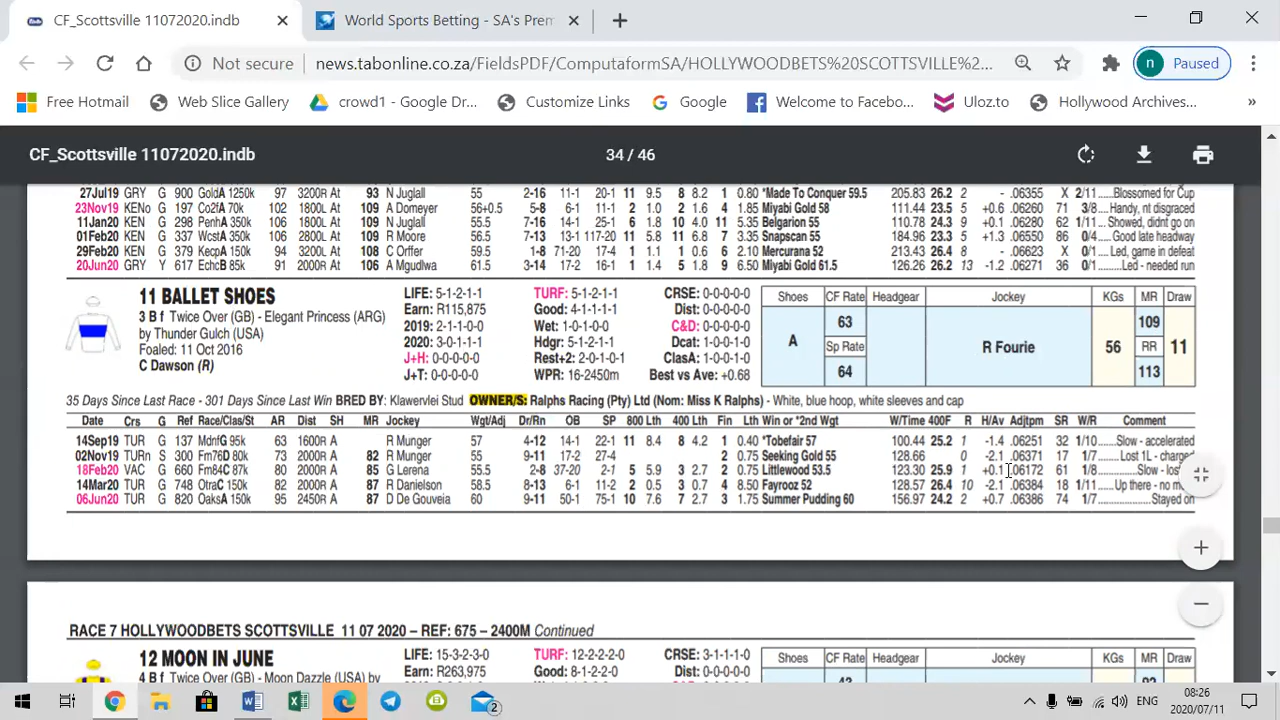 CF_Scottsville 11072020.indb
World Sports Betting - SA's Prem
Not secure news.tabonline.co.za/FieldsPDF/ComputaformSA/HOLLYWOODBETS%20SCOTTSVILLE%2... n Paused
Free Hotmail Web Slice Gallery crowd1 - Google Dr... Customize Links Google Welcome to Facebo... Uloz.to Hollywood Archives... »
CF_Scottsville 11072020.indb 34 / 46
27Jul19 GRY G 900 GoldA 1250k 97 3200R At 93 N Juglall 55 2-16 11-1 20-1 11 9.5 8 8.2 1 0.80 *Made To Conquer 59.5 205.83 26.2 2 - .06355 X 2/11 ..Blossomed for Cup
23Nov19 KENo G 197 Co2fA 70k 102 1800L At 109 A Domeyer 56+0.5 5-8 6-1 11-1 2 1.0 2 1.6 4 1.85 Miyabi Gold 58 111.44 23.5 5 +0.6 .06260 71 3/8 ..Handy, nt disgraced
11Jan20 KEN G 298 PenhA 350k 106 1800L At 109 N Juglall 55 7-16 14-1 25-1 6 1.6 8 4.0 11 5.35 Belgarion 55 110.78 24.3 9 +0.1 .06280 62 1/11 ..Showed, didnt go on
01Feb20 KEN G 337 WcstA 350k 106 2800L At 109 R Moore 56.5 7-13 13-1 117-20 11 5.8 11 6.8 7 3.35 Snapscan 55 184.96 23.3 5 +1.3 .06550 86 0/4 ....Good late headway
29Feb20 KEN G 361 KecpA 150k 94 3200L At 108 C Orffer 59.5 1-8 71-20 17-4 1 1.1 1 0.6 6 2.10 Mercurana 52 213.43 26.4 8 - .06623 X 0/1 ...Led, game in defeat
20Jun20 GRY Y 617 EchcB 85k 91 2000R At 106 A Mgudlwa 61.5 3-14 17-2 16-1 1 1.4 5 1.8 9 6.50 Miyabi Gold 61.5 126.26 26.2 13 -1.2 .06271 36 0/1 ........Led - needed run
11 BALLET SHOES
3 B f Twice Over (GB) - Elegant Princess (ARG)
by Thunder Gulch (USA)
Foaled: 11 Oct 2016
C Dawson (R)
LIFE: 5-1-2-1-1 TURF: 5-1-2-1-1 CRSE: 0-0-0-0-0
Earn: R115,875 Good: 4-1-1-1-1 Dist: 0-0-0-0-0
2019: 2-1-1-0-0 Wet: 1-0-1-0-0 C&D: 0-0-0-0-0
2020: 3-0-1-1-1 Hdgr: 5-1-2-1-1 Dcat: 1-0-0-1-0
J+H: 0-0-0-0-0 Rest+2: 2-0-1-0-1 ClasA: 1-0-0-1-0
J+T: 0-0-0-0-0 WPR: 16-2450m Best vs Ave: +0.68
Shoes CF Rate Headgear Jockey KGs MR Draw
A 63 Sp Rate 64 R Fourie 56 109 RR 113 11
35 Days Since Last Race - 301 Days Since Last Win BRED BY: Klawervlei Stud OWNER/S: Ralphs Racing (Pty) Ltd (Nom: Miss K Ralphs) - White, blue hoop, white sleeves and cap
Date Crs G Ref Race/Clas/St AR Dist SH MR Jockey Wgt/Adj Dr/Rn OB SP 800 Lth 400 Lth Fin Lth Win or *2nd Wgt W/Time 400F R H/Av Adjtpm SR W/R Comment
14Sep19 TUR G 137 MdnfG 95k 63 1600R A R Munger 57 4-12 14-1 22-1 11 8.4 8 4.2 1 0.40 *Tobefair 57 100.44 25.2 1 -1.4 .06251 32 1/10 ....Slow - accelerated
02Nov19 TURn S 300 Fm76D 80k 73 2000R A 82 R Munger 55 9-11 17-2 27-4 2 1.00 Seeking Gold 55 128.66 0 -2.1 .06371 17 1/7 ......Lost 1L - charged
18Feb20 VAC G 660 Fm84C 87k 80 2000R A 85 G Lerena 55.5 2-8 37-20 2-1 5 5.9 3 2.7 2 0.75 Littlewood 53.5 123.30 25.9 1 +0.1 .06172 61 1/8
14Mar20 TUR G 748 OtraC 150k 82 2000R A 87 R Danielson 58.5 8-13 6-1 11-2 2 0.5 3 0.7 4 8.50 Fayrooz 52 128.57 26.4 10 -2.1 .06384 18 1/11
06Jun20 TUR G 820 OaksA 150k 95 2450R A 87 D De Gouveia 60 9-11 50-1 75-1 10 7.6 7 2.7 3 1.75 Summer Pudding 60 156.97 24.2 0 +0.7 .06386 74 1/7 ....................Stayed on
RACE 7 HOLLYWOODBETS SCOTTSVILLE 11 07 2020 – REF: 675 – 2400M Continued
12 MOON IN JUNE
4 B f Twice Over (GB) - Moon Dazzle (USA) by
LIFE: 15-3-2-3-0 TURF: 12-2-2-2-0 CRSE: 3-1-1-1-0
Earn: R263,975 Good: 8-1-2-2-0 Dist: 0-0-0-0-0
Shoes CF Rate Headgear Jockey KGs MR Draw
2
ENG
08:26
2020/07/11